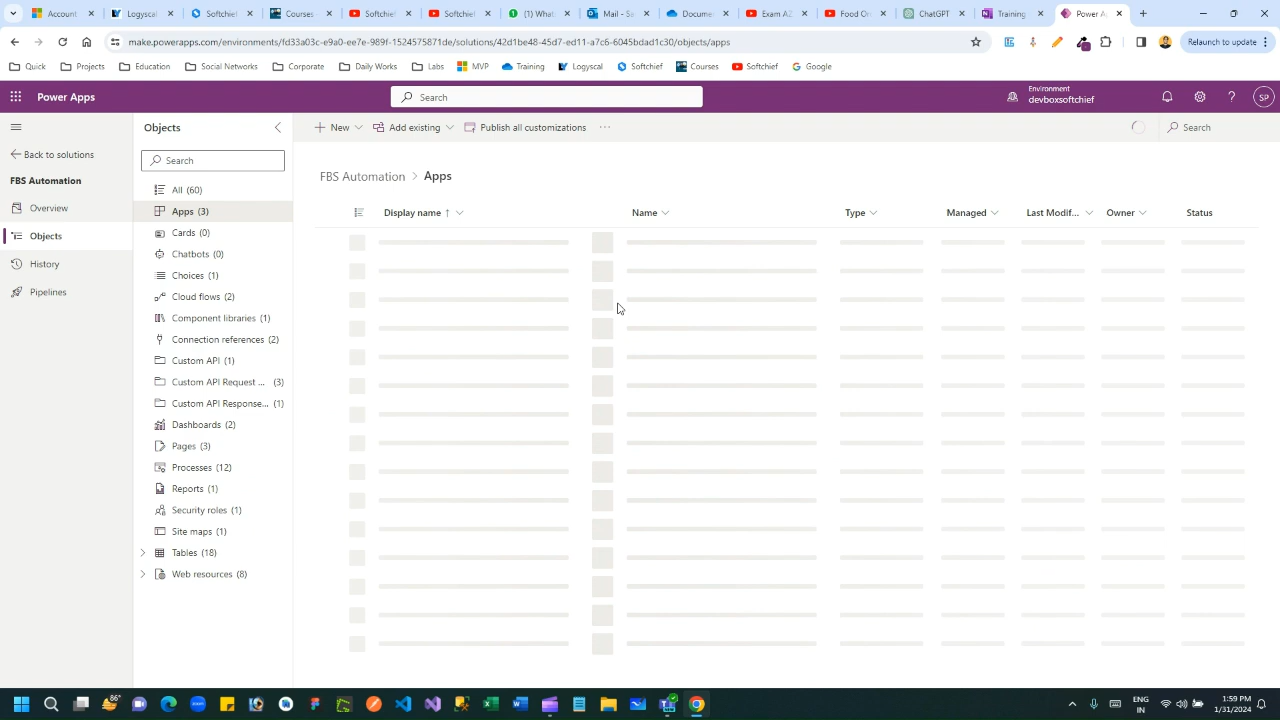 Account
Logyscal
Softchief
Courses
Softchief
(1) What
Mail - Sa
Docume
Exam AZ
Food Or
ChatGPT
Training
Power Ap
make.powerapps.com/environments/fd33a03c-e9a0-ee7e-98f2-1524575871de/solutions/42d1be48-45d7-ed11-a7c6-6045bdac1c30/objects/apps
Relaunch to update
Quick
Projects
Education
Social Networks
Corporate
Daily Works
Labs
MVP
Training
Logyscal
Softchief
Courses
Softchief
Google
Power Apps
Search
Environment
devboxsoftchief
SP
Objects
New
Add existing
Publish all customizations
Search
Back to solutions
Search
FBS Automation
FBS Automation > Apps
All (60)
Overview
Apps (3)
Display name
Name
Type
Managed
Last Modif...
Owner
Status
Cards (0)
Objects
Chatbots (0)
History
Choices (1)
Pipelines
Cloud flows (2)
Component libraries (1)
Connection references (2)
Custom API (1)
Custom API Request ... (3)
Custom API Response... (1)
Dashboards (2)
Pages (3)
Processes (12)
Reports (1)
Security roles (1)
Site maps (1)
Tables (18)
Web resources (8)
86°
ENG
IN
1:59 PM
1/31/2024